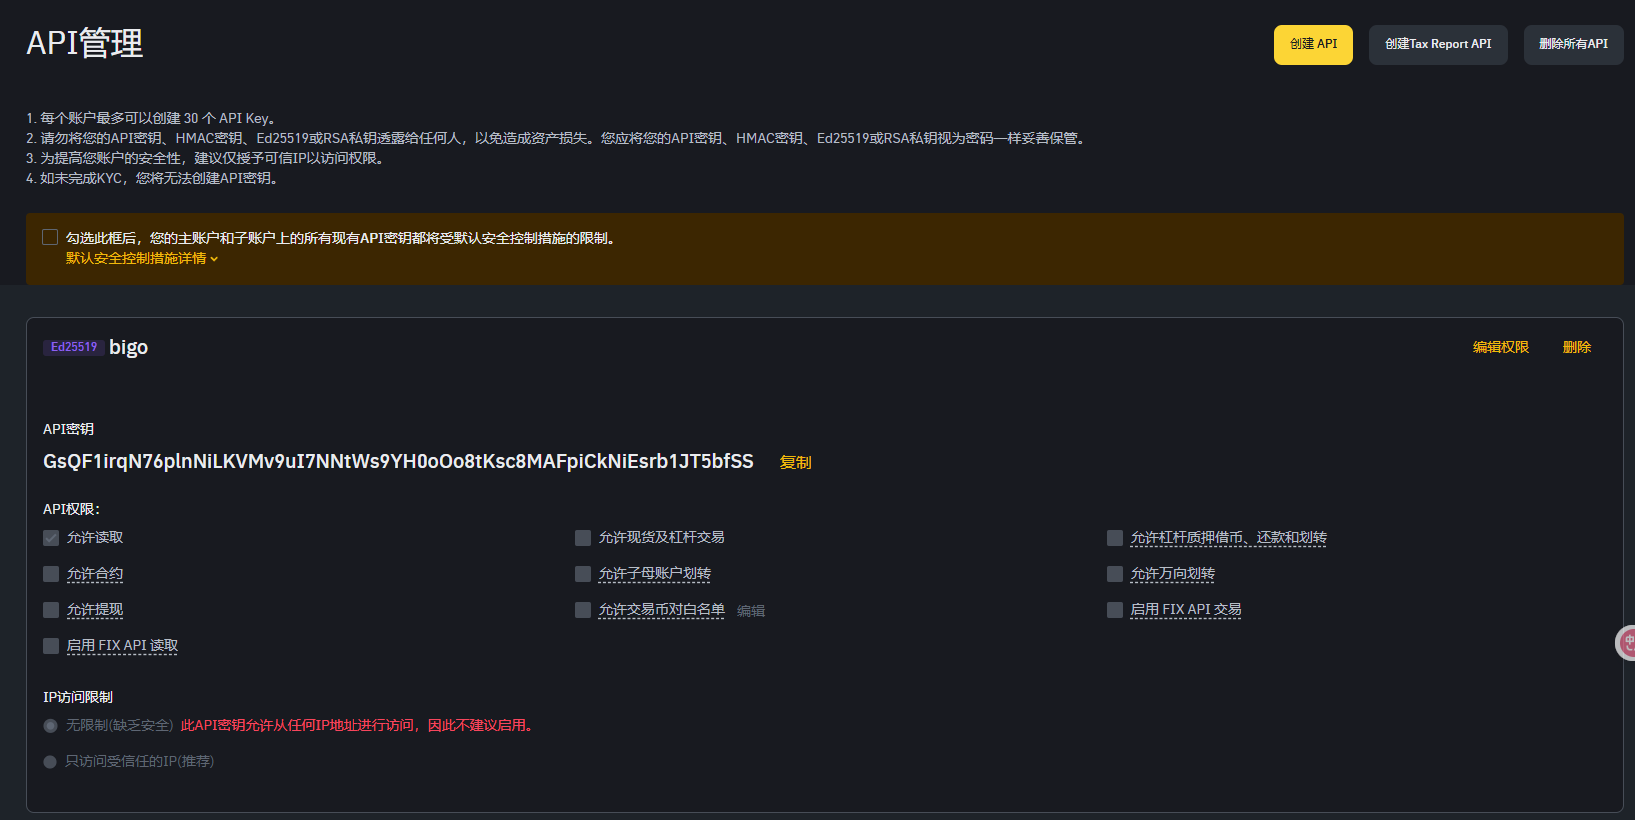 API管理
创建 API
创建Tax Report API
删除所有API
1. 每个账户最多可以创建 30 个 API Key。
2. 请勿将您的API密钥、HMAC密钥、Ed25519或RSA私钥透露给任何人，以免造成资产损失。您应将您的API密钥、HMAC密钥、Ed25519或RSA私钥视为密码一样妥善保管。
3. 为提高您账户的安全性，建议仅授予可信IP以访问权限。
4. 如未完成KYC，您将无法创建API密钥。
勾选此框后，您的主账户和子账户上的所有现有API密钥都将受默认安全控制措施的限制。
默认安全控制措施详情
Ed25519 bigo
编辑权限
删除
API密钥
GsQF1irqN76plnNiLKVMv9uI7NNtWs9YH0oOo8tKsc8MAFpiCkNiEsrb1JT5bfSS 复制
API权限：
允许读取
允许现货及杠杆交易
允许杠杆质押借币、还款和划转
允许合约
允许子母账户划转
允许万向划转
允许提现
允许交易币对白名单 编辑
启用 FIX API 交易
启用 FIX API 读取
IP访问限制
无限制(缺乏安全) 此API密钥允许从任何IP地址进行访问，因此不建议启用。
只访问受信任的IP(推荐)
中